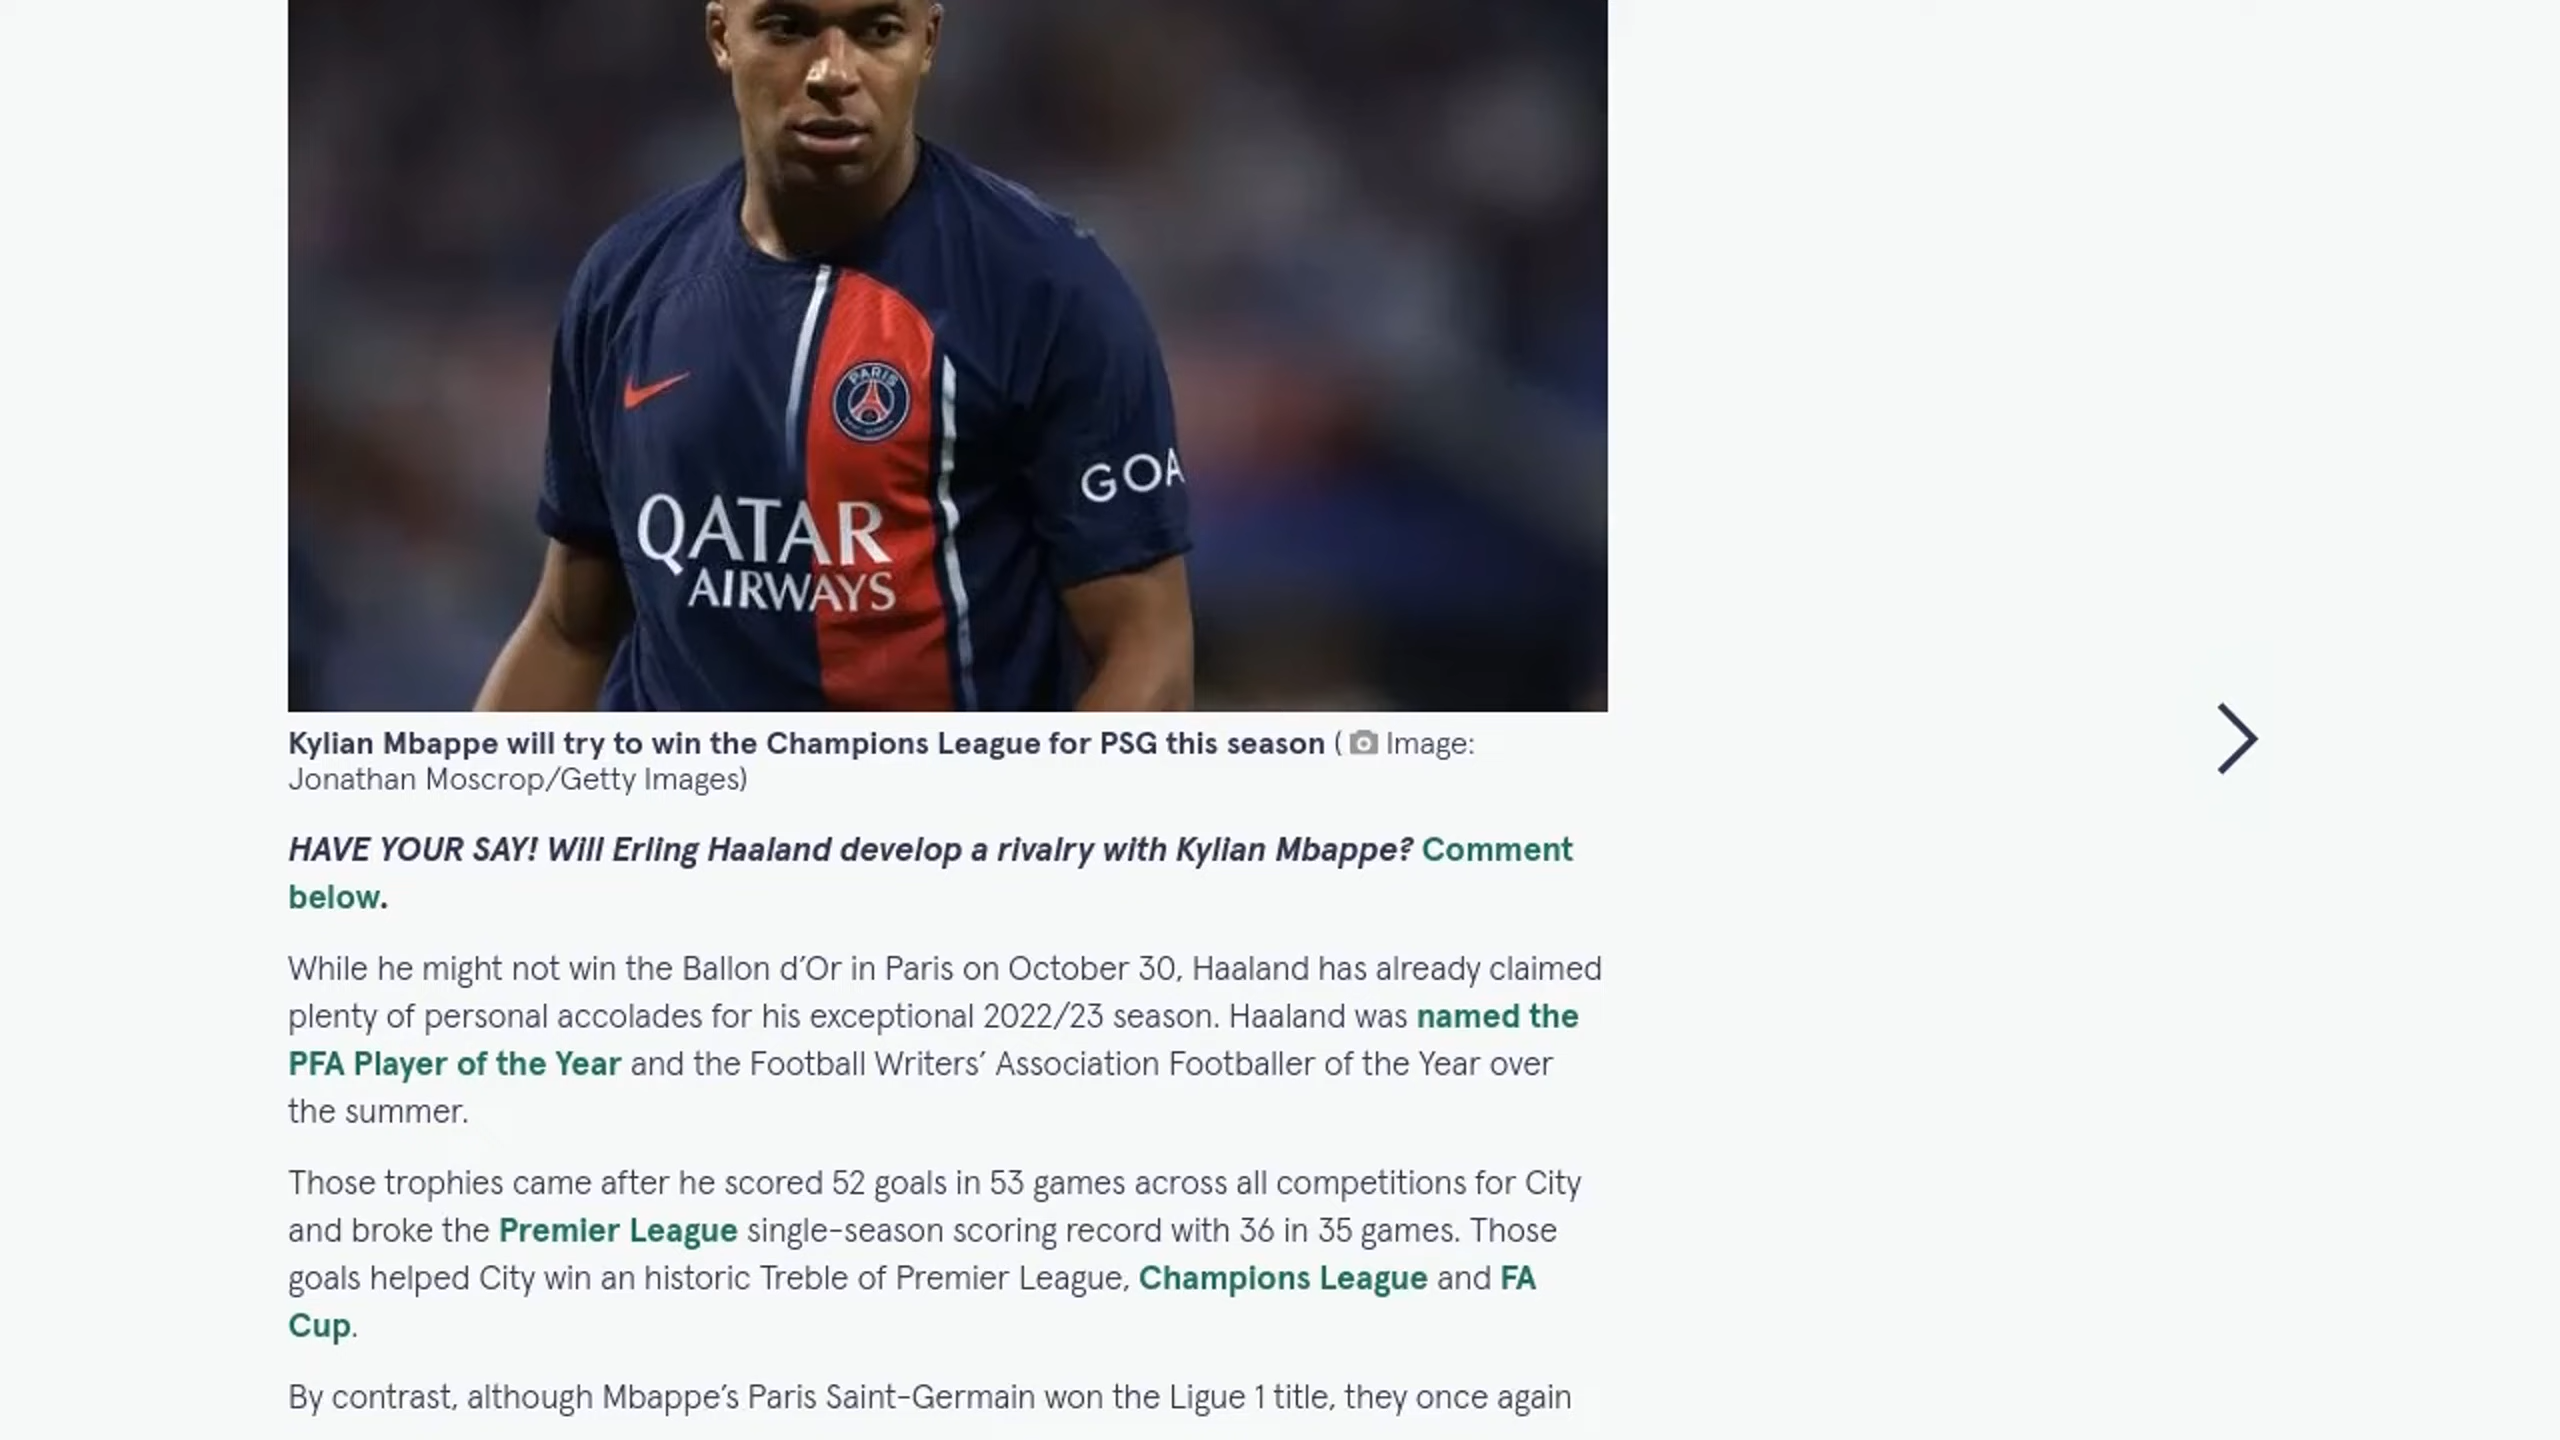 PARIS
GOA
QATAR
AIRWAYS
Kylian Mbappe will try to win the Champions League for PSG this season ( Image:
Jonathan Moscrop/Getty Images)
HAVE YOUR SAY! Will Erling Haaland develop a rivalry with Kylian Mbappe? Comment
below.
While he might not win the Ballon d’Or in Paris on October 30, Haaland has already claimed
plenty of personal accolades for his exceptional 2022/23 season. Haaland was named the
PFA Player of the Year and the Football Writers’ Association Footballer of the Year over
the summer.
Those trophies came after he scored 52 goals in 53 games across all competitions for City
and broke the Premier League single-season scoring record with 36 in 35 games. Those
goals helped City win an historic Treble of Premier League, Champions League and FA
Cup.
By contrast, although Mbappe’s Paris Saint-Germain won the Ligue 1 title, they once again